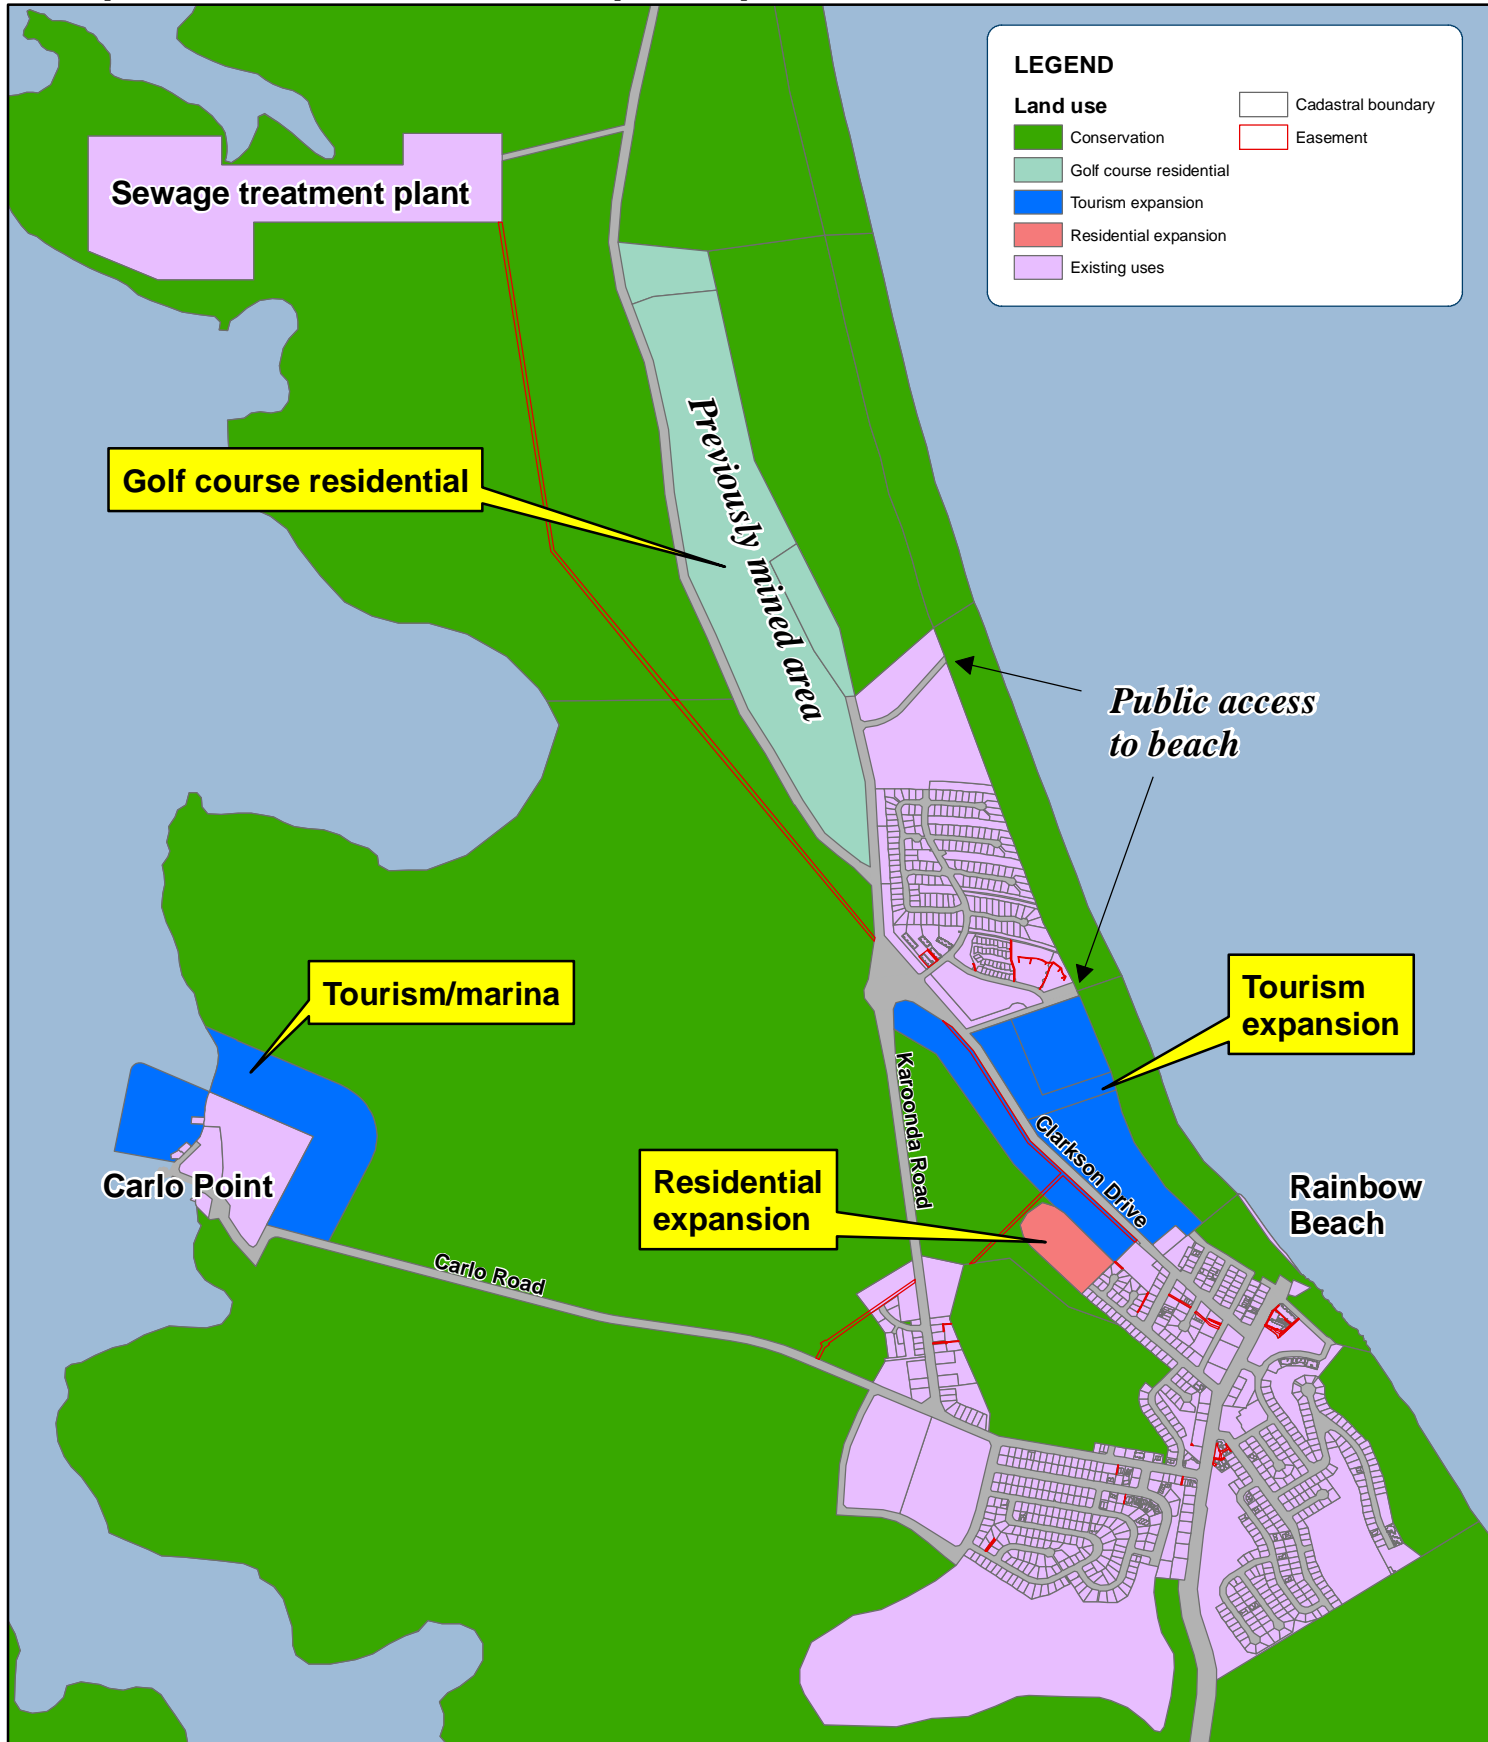 LEGEND
Land use
Conservation
Golf course residential
Tourism expansion
Residential expansion
Existing uses
Cadastral boundary
Easement
Sewage treatment plant
Golf course residential
Previously mined area
Public access
to beach
Tourism/marina
Tourism
expansion
Karoonda Road
Clarkson Drive
Carlo Point
Residential
expansion
Rainbow
Beach
Carlo Road